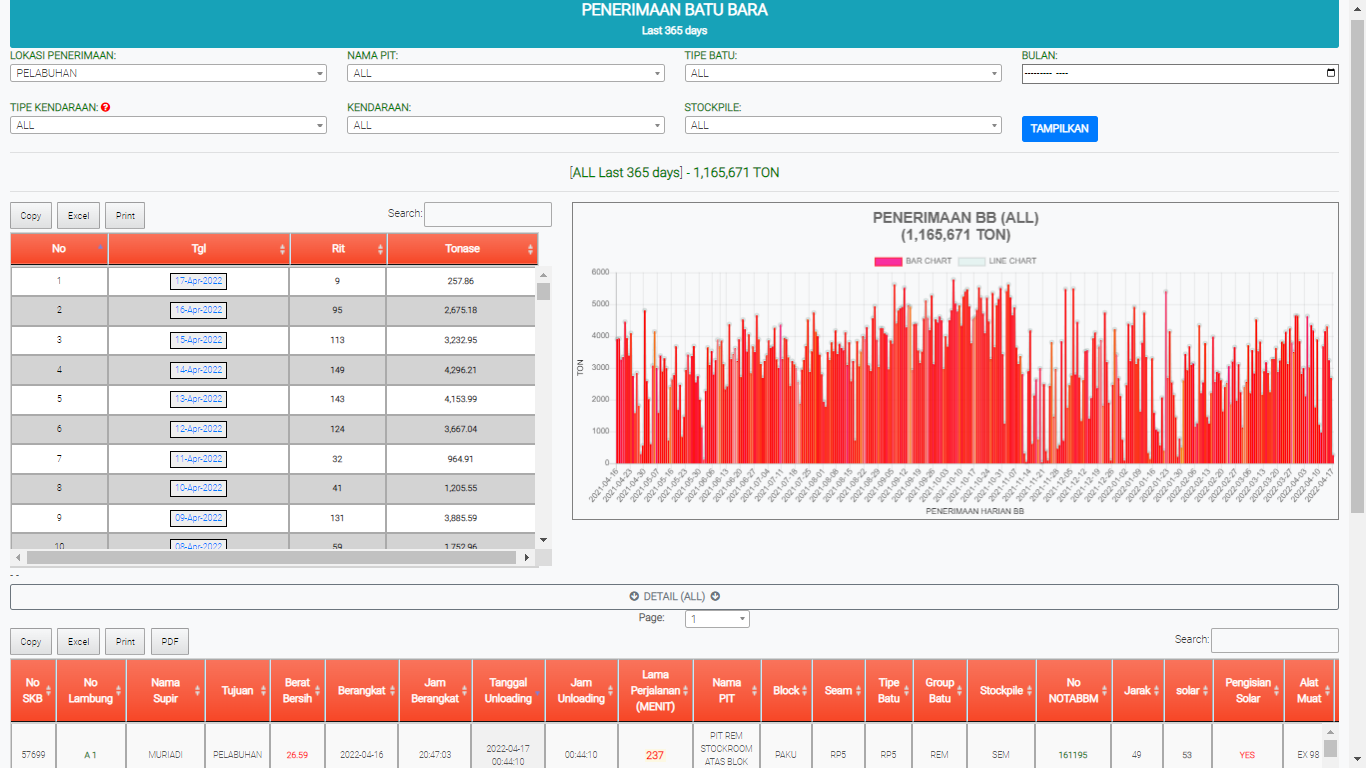 PENERIMAAN BATU BARA
Last 365 days
LOKASI PENERIMAAN: NAMA PIT: TIPE BATU: BULAN:
PELABUHAN ALL ALL --------- ----
TIPE KENDARAAN: KENDARAAN: STOCKPILE:
ALL ALL ALL TAMPILKAN
[ALL Last 365 days] - 1,165,671 TON
Copy Excel Print Search:
No Tgl Rit Tonase
1 17-Apr-2022 9 257.86
2 16-Apr-2022 95 2,675.18
3 15-Apr-2022 113 3,232.95
4 14-Apr-2022 149 4,296.21
5 13-Apr-2022 143 4,153.99
6 12-Apr-2022 124 3,667.04
7 11-Apr-2022 32 964.91
8 10-Apr-2022 41 1,205.55
9 09-Apr-2022 131 3,885.59
10 08-Apr-2022 59 1,752.96
PENERIMAAN BB (ALL)
(1,165,671 TON)
BAR CHART LINE CHART
6000
5000
4000
3000
2000
1000
0
TON
2021-04-16 2021-04-23 2021-04-30 2021-05-07 2021-05-16 2021-05-23 2021-05-30 2021-06-06 2021-06-13 2021-06-20 2021-06-27 2021-07-04 2021-07-11 2021-07-18 2021-07-25 2021-08-01 2021-08-08 2021-08-15 2021-08-22 2021-08-29 2021-09-05 2021-09-12 2021-09-19 2021-09-26 2021-10-03 2021-10-10 2021-10-17 2021-10-24 2021-10-31 2021-11-07 2021-11-14 2021-11-21 2021-11-28 2021-12-05 2021-12-12 2021-12-19 2021-12-26 2022-01-02 2022-01-09 2022-01-16 2022-01-23 2022-01-30 2022-02-06 2022-02-13 2022-02-20 2022-02-27 2022-03-06 2022-03-13 2022-03-20 2022-03-27 2022-04-03 2022-04-10 2022-04-17
PENERIMAAN HARIAN BB
- -
DETAIL (ALL)
Page: 1
Copy Excel Print PDF Search:
No SKB No Lambung Nama Supir Tujuan Berat Bersih Berangkat Jam Berangkat Tanggal Unloading Jam Unloading Lama Perjalanan (MENIT) Nama PIT Block Seam Tipe Batu Group Batu Stockpile No NOTABBM Jarak solar Pengisian Solar Alat Muat
57699 A 1 MURIADI PELABUHAN 26.59 2022-04-16 20:47:03 2022-04-17 00:44:10 00:44:10 237 PIT REM STOCKROOM ATAS BLOK PAKU RP5 RP5 REM SEM 161195 49 53 YES EX 98